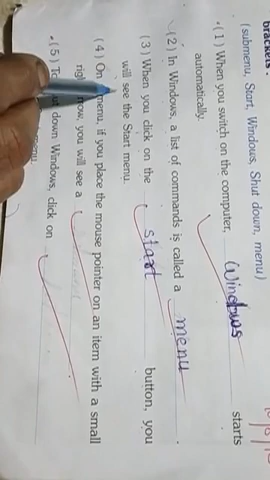 brackets.
(submenu, Start, Windows, Shut down, menu)
(1) When you switch on the computer, Windows starts
automatically.
(2) In Windows, a list of commands is called a menu.
(3) When you click on the start button, you
will see the Start menu.
(4) On menu, if you place the mouse pointer on an item with a small
right now, you will see a
(5) To down Windows, click on